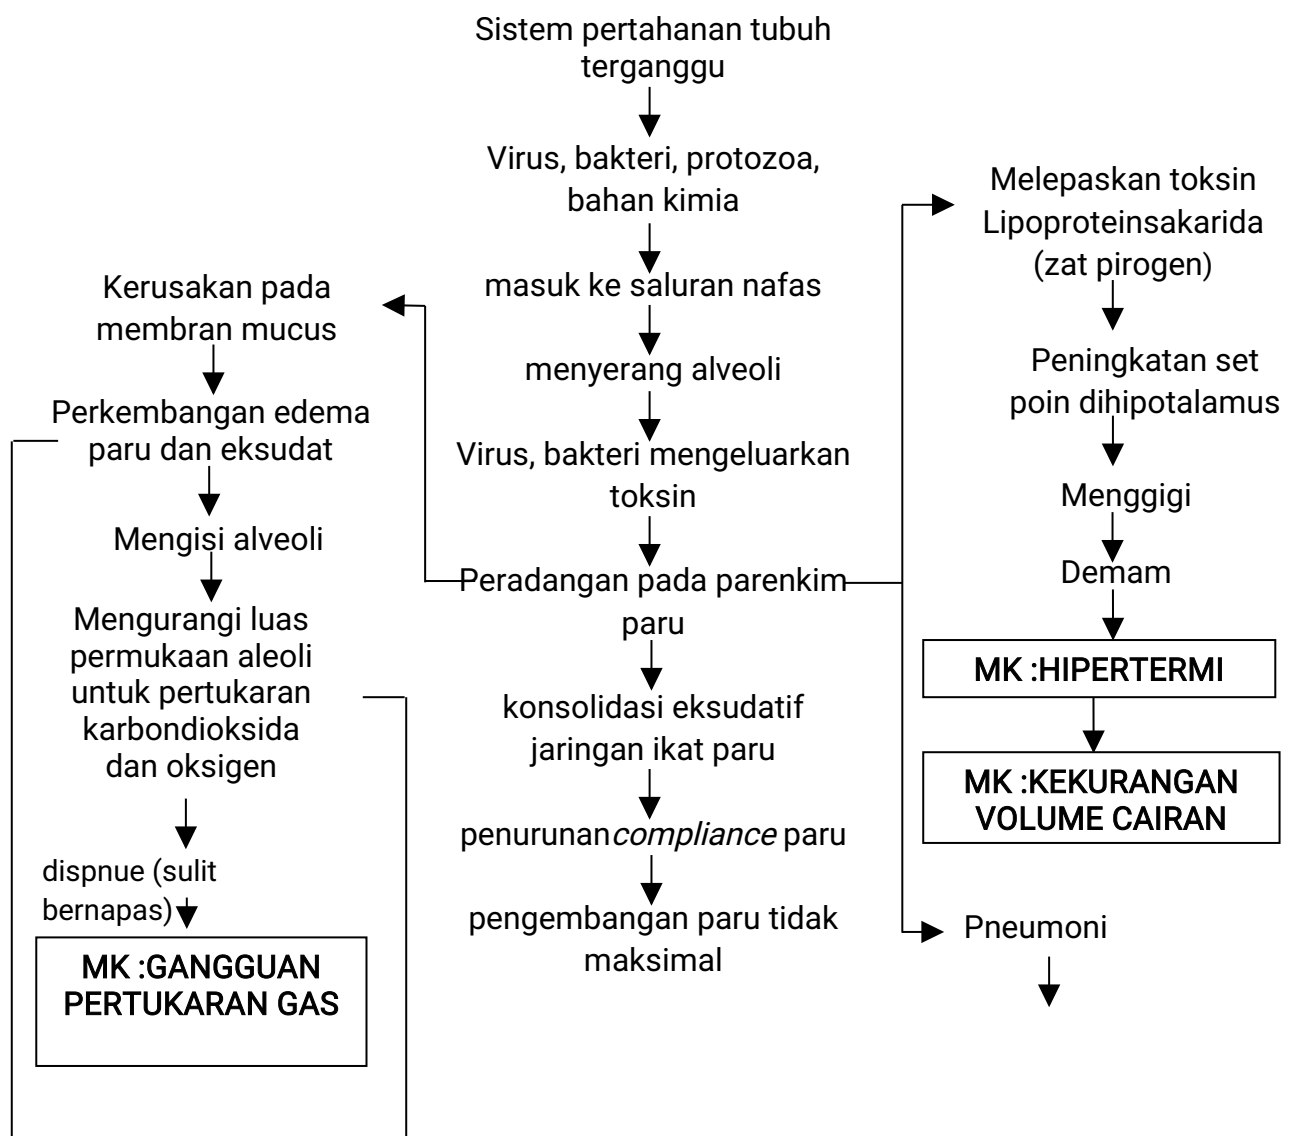 Sistem pertahanan tubuh
terganggu
Virus, bakteri, protozoa,
bahan kimia
masuk ke saluran nafas
menyerang alveoli
Virus, bakteri mengeluarkan
toksin
Peradangan pada parenkim
paru
konsolidasi eksudatif
jaringan ikat paru
penurunan compliance paru
pengembangan paru tidak
maksimal
Kerusakan pada
membran mucus
Perkembangan edema
paru dan eksudat
Mengisi alveoli
Mengurangi luas
permukaan aleoli
untuk pertukaran
karbondioksida
dan oksigen
dispnue (sulit
bernapas)
MK :GANGGUAN
PERTUKARAN GAS
Melepaskan toksin
Lipoproteinsakarida
(zat pirogen)
Peningkatan set
poin dihipotalamus
Menggigi
Demam
MK :HIPERTERMI
MK :KEKURANGAN
VOLUME CAIRAN
Pneumoni